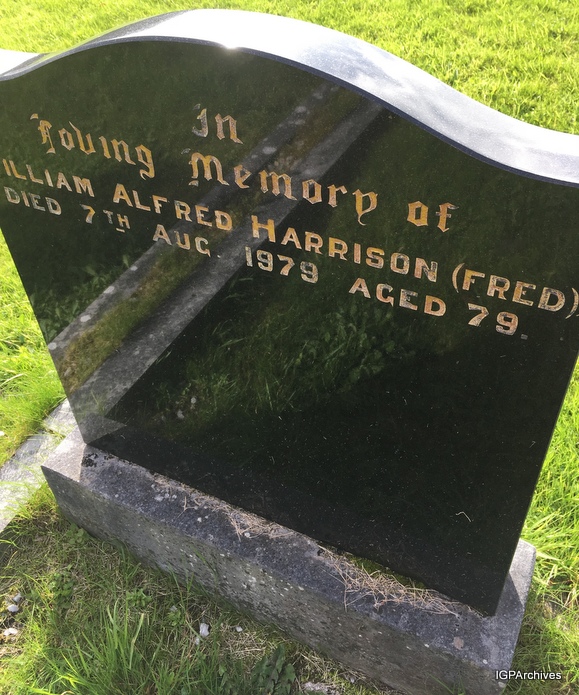 In
Loving Memory of
ILLIAM ALFRED HARRISON (FRED)
DIED 7TH AUG. 1979 AGED 79.
IGPArchives